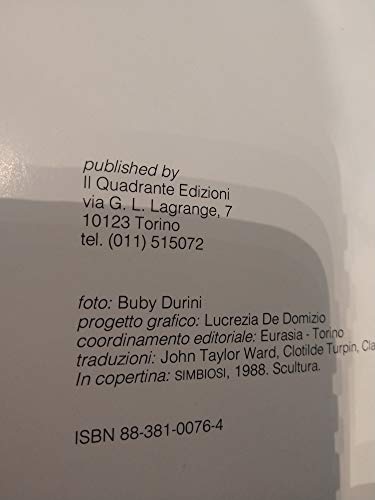 published by
Il Quadrante Edizioni
via G. L. Lagrange, 7
10123 Torino
tel. (011) 515072
foto: Buby Durini
progetto grafico: Lucrezia De Domizio
coordinamento editoriale: Eurasia - Torino
traduzioni: John Taylor Ward, Clotilde Turpin,
In copertina: SIMBIOSI, 1988. Scultura.
ISBN 88-381-0076-4